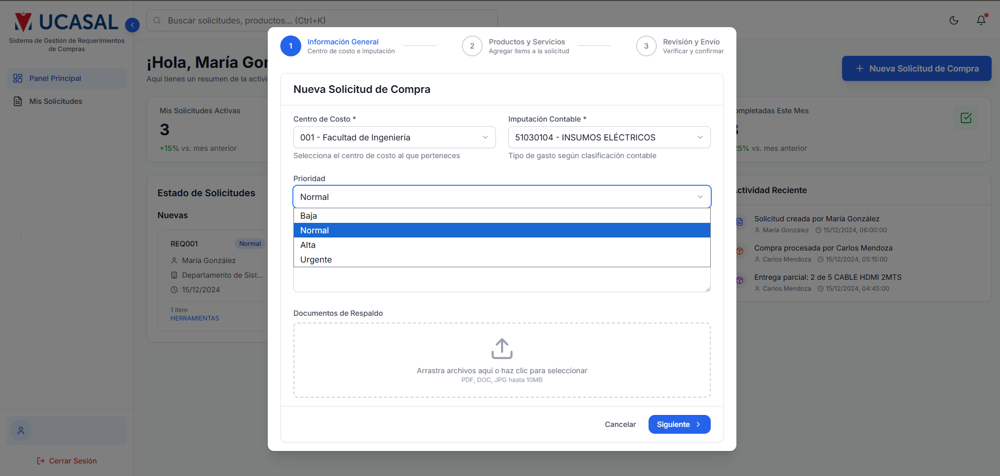 UCASAL
Sistema de Gestión de Requerimientos
de Compras
Panel Principal
Mis Solicitudes
Cerrar Sesión
Buscar solicitudes, productos... (Ctrl+K)
¡Hola, María
Aquí tienes un resumen de la
Nueva Solicitud de Compra
Mis Solicitudes Activas
3
+15% vs. mes anterior
Estado de Solicitudes
Nuevas
REQ001
Normal
María González
Departamento de Sist...
15/12/2024
1 ítem
HERRAMIENTAS
1
Información General
Centro de costo e imputación
2
Productos y Servicios
Agregar ítems a la solicitud
3
Revisión y Envío
Verificar y confirmar
Nueva Solicitud de Compra
Centro de Costo *
001 - Facultad de Ingeniería
Selecciona el centro de costo al que perteneces
Imputación Contable *
51030104 - INSUMOS ELÉCTRICOS
Tipo de gasto según clasificación contable
Prioridad
Normal
Baja
Normal
Alta
Urgente
Documentos de Respaldo
Arrastra archivos aquí o haz clic para seleccionar
PDF, DOC, JPG hasta 10MB
Cancelar
Siguiente
Este Mes
vs. mes anterior
Reciente
Solicitud creada por María González
María González 15/12/2024, 06:00:00
Compra procesada por Carlos Mendoza
Carlos Mendoza 15/12/2024, 05:15:00
Entrega parcial: 2 de 5 CABLE HDMI 2MTS
Carlos Mendoza 15/12/2024, 04:45:00